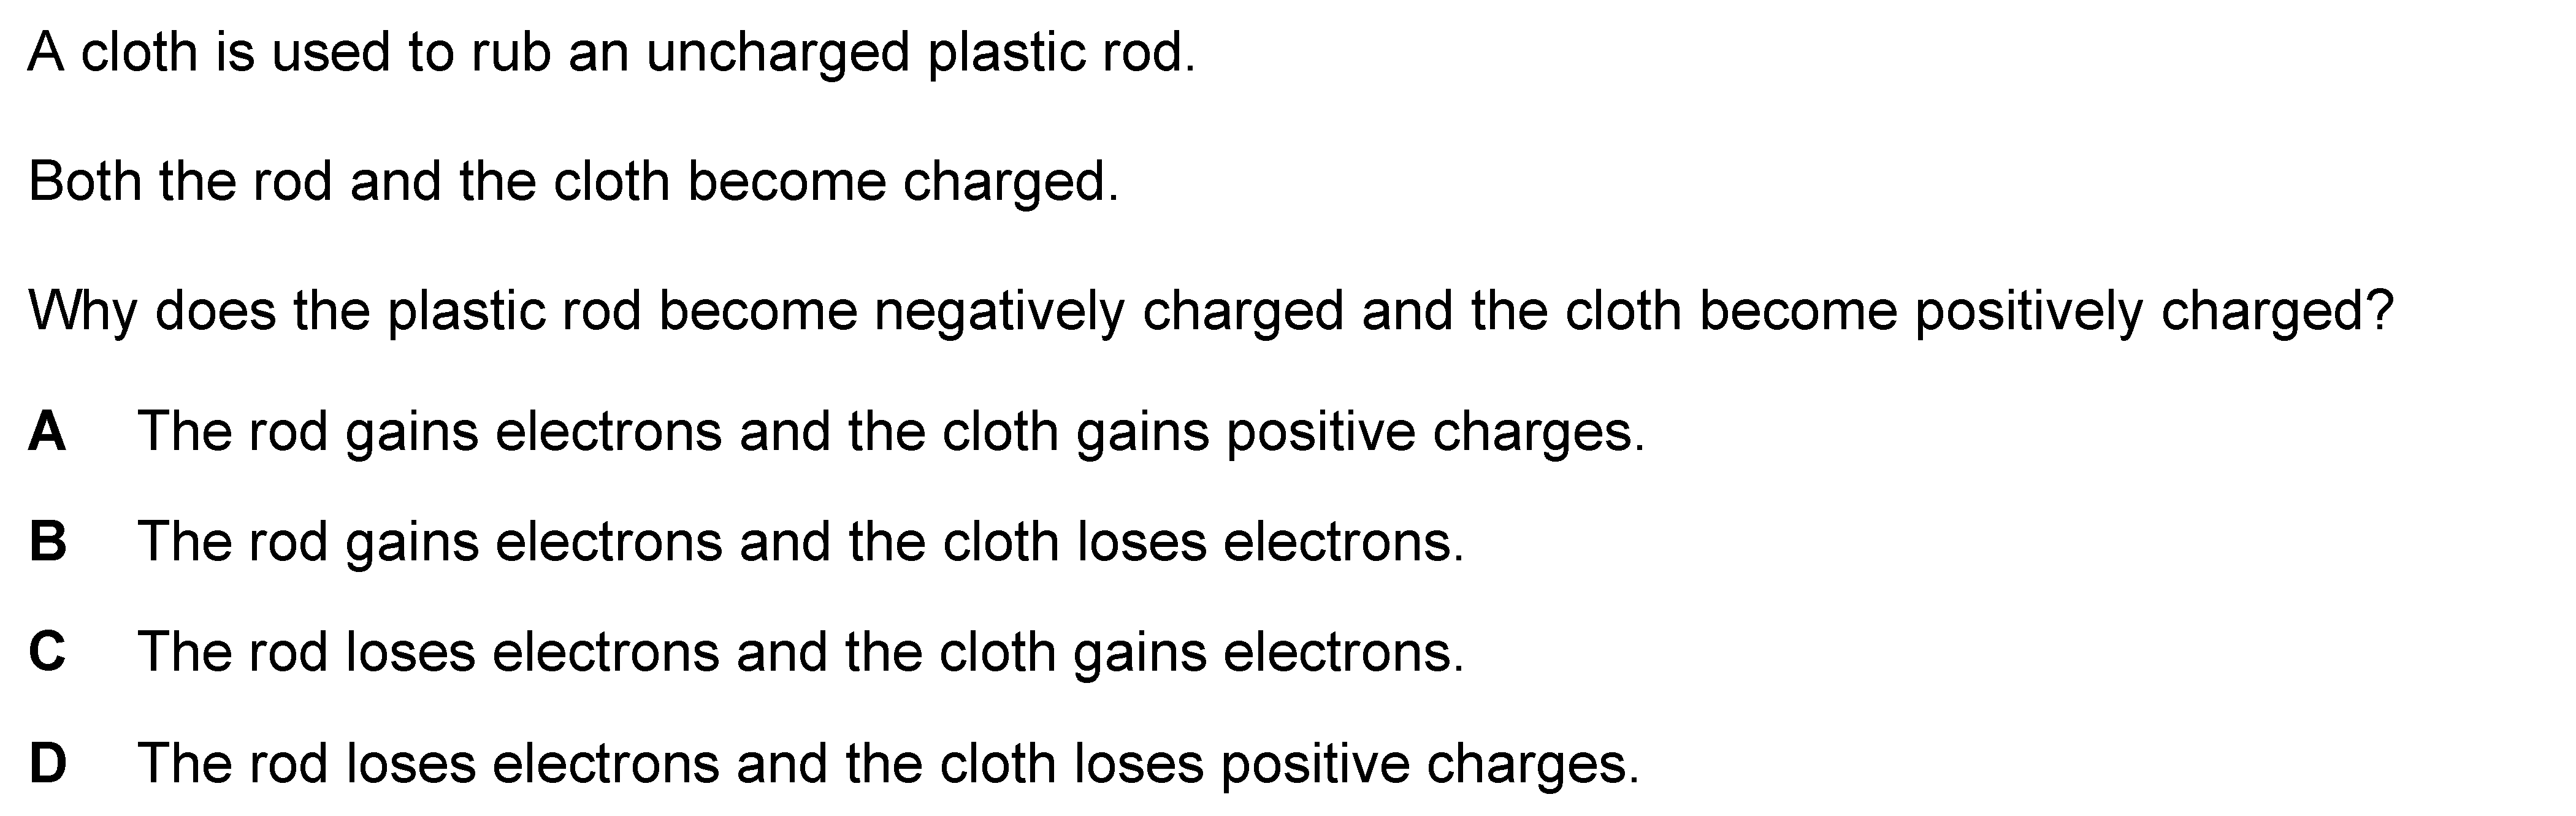 A cloth is used to rub an uncharged plastic rod.
Both the rod and the cloth become charged.
Why does the plastic rod become negatively charged and the cloth become positively charged?
A The rod gains electrons and the cloth gains positive charges.
B The rod gains electrons and the cloth loses electrons.
C The rod loses electrons and the cloth gains electrons.
D The rod loses electrons and the cloth loses positive charges.